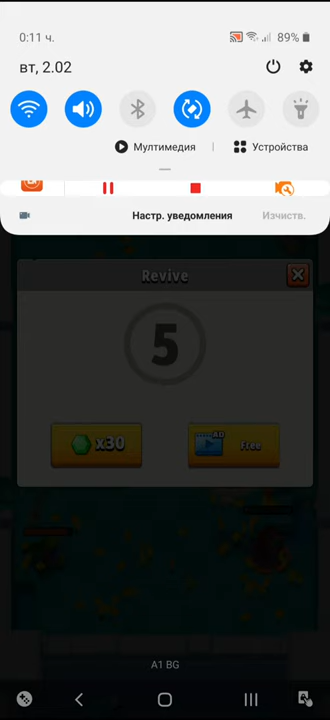 0:11 ч.
89%
вт, 2.02
Мултимедия
Устройства
Настр. уведомления
Изчиств.
Revive
5
x30
AD
Free
A1 BG